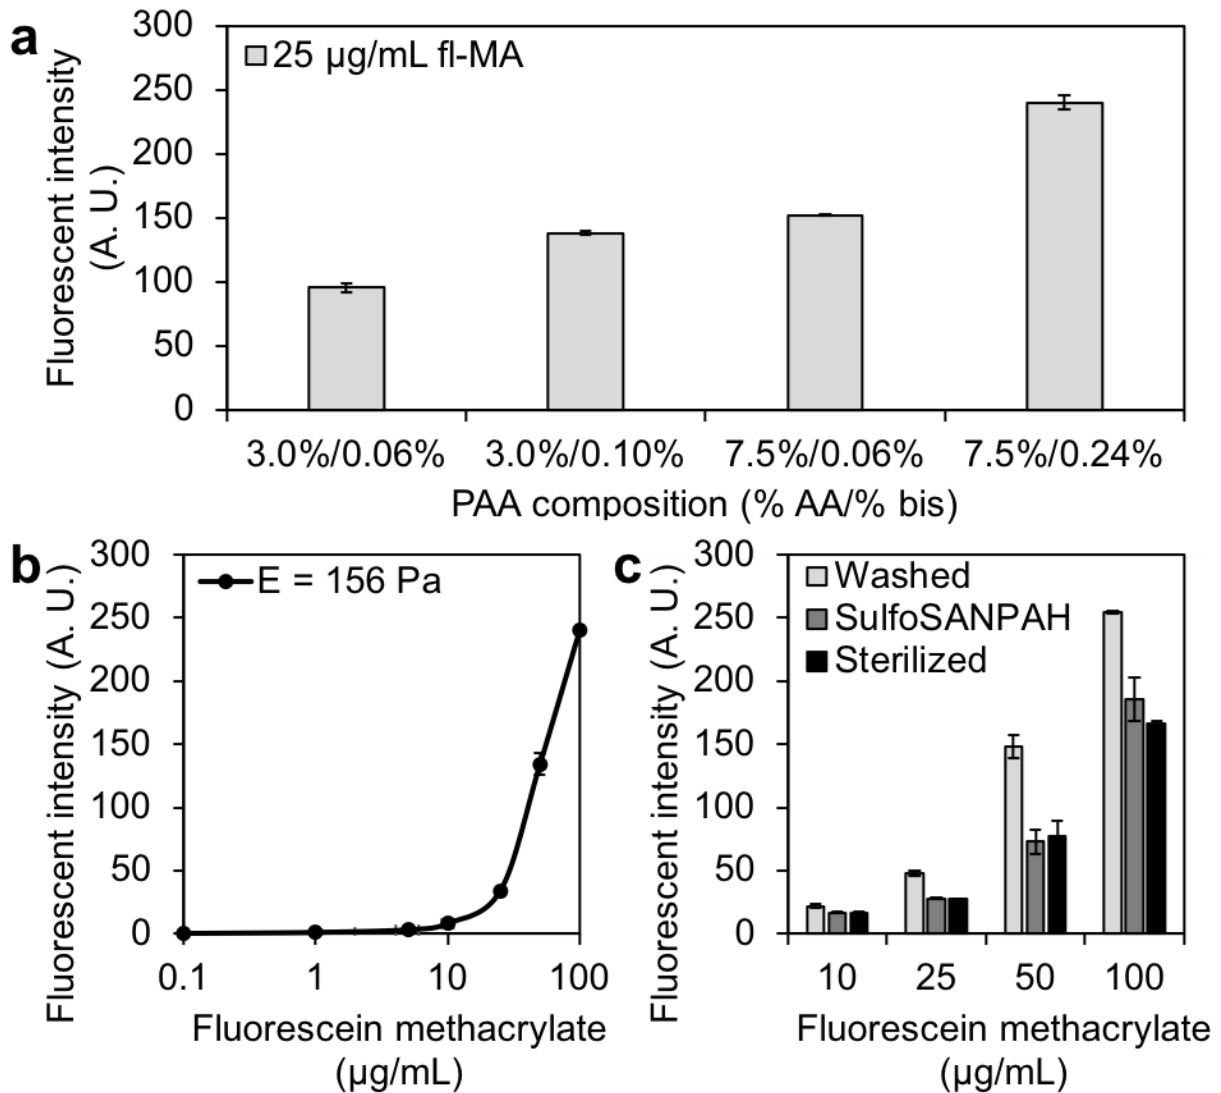 a
Fluorescent intensity
(A. U.)
300
250
200
150
100
50
0
25 µg/mL fl-MA
3.0%/0.06% 3.0%/0.10% 7.5%/0.06% 7.5%/0.24%
PAA composition (% AA/% bis)
b
Fluorescent intensity (A. U.)
300
250
200
150
100
50
0
E = 156 Pa
0.1 1 10 100
Fluorescein methacrylate
(µg/mL)
c
Fluorescent intensity (A. U.)
300
250
200
150
100
50
0
Washed
SulfoSANPAH
Sterilized
10 25 50 100
Fluorescein methacrylate
(µg/mL)